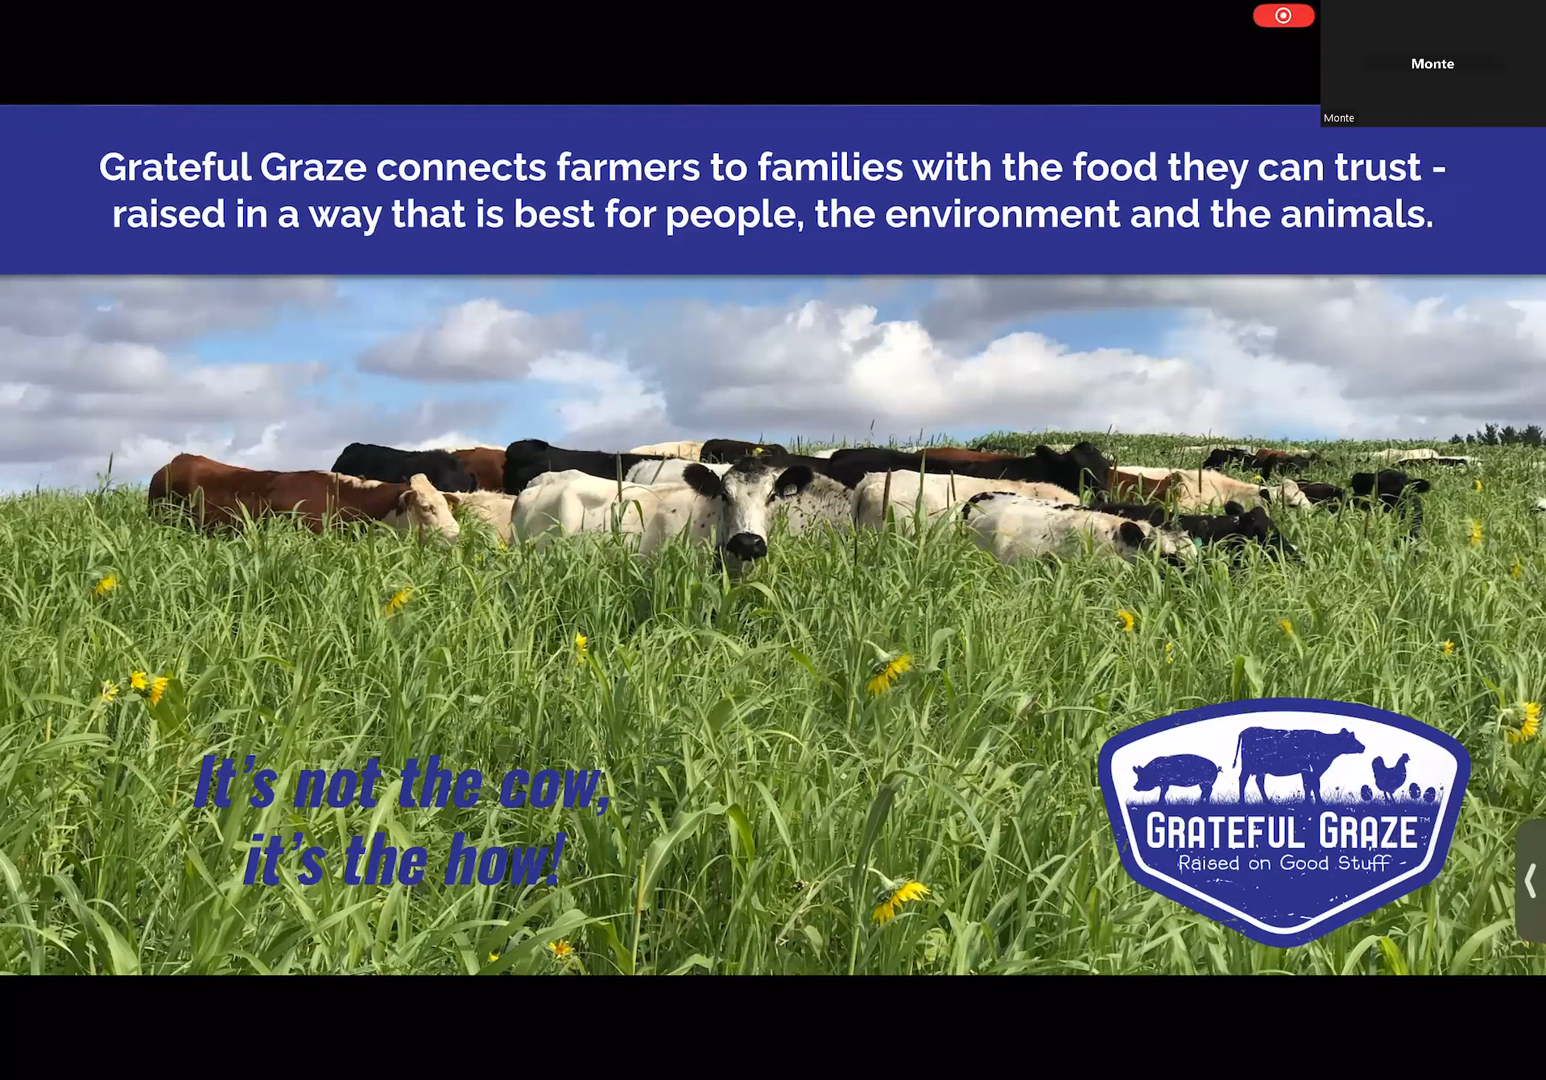 Monte
Monte
Grateful Graze connects farmers to families with the food they can trust -
raised in a way that is best for people, the environment and the animals.
It's not the cow,
it's the how!
GRATEFUL GRAZE™
Raised on Good Stuff